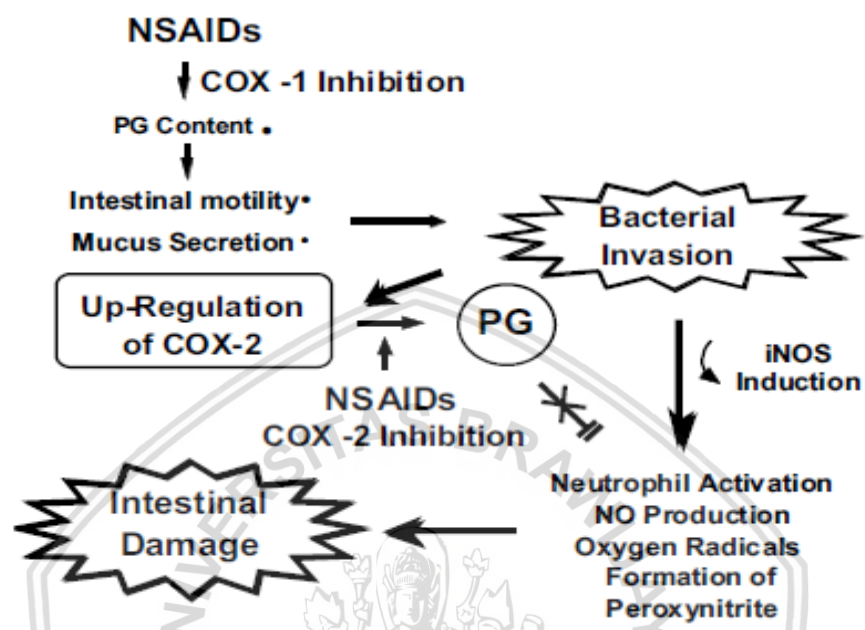 NSAIDs
COX -1 Inhibition
PG Content .
Intestinal motility·
Mucus Secretion ·
Bacterial
Invasion
Up-Regulation
of COX-2
PG
iNOS
Induction
NSAIDs
COX -2 Inhibition
Neutrophil Activation
NO Production
Oxygen Radicals
Formation of
Peroxynitrite
Intestinal
Damage